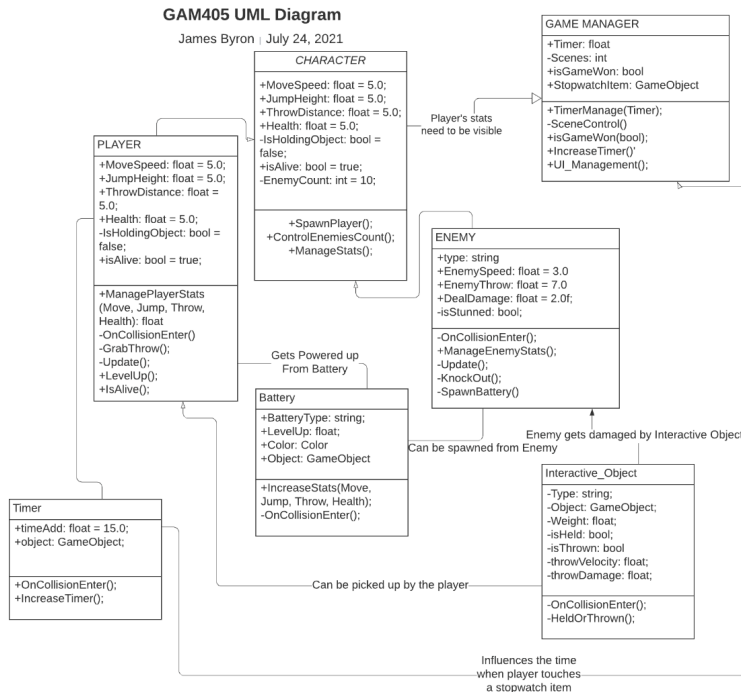 GAM405 UML Diagram
James Byron | July 24, 2021
CHARACTER
+MoveSpeed: float = 5.0;
+JumpHeight: float = 5.0;
+ThrowDistance: float = 5.0;
+Health: float = 5.0;
-IsHoldingObject: bool =
false;
+isAlive: bool = true;
-EnemyCount: int = 10;
+SpawnPlayer();
+ControlEnemiesCount();
+ManageStats();
GAME MANAGER
+Timer: float
-Scenes: int
+isGameWon: bool
+StopwatchItem: GameObject
+TimerManage(Timer);
-SceneControl()
+isGameWon(bool);
+IncreaseTimer()'
+UI_Management();
Player's stats
need to be visible
PLAYER
+MoveSpeed: float = 5.0;
+JumpHeight: float = 5.0;
+ThrowDistance: float =
5.0;
+Health: float = 5.0;
-IsHoldingObject: bool =
false;
+isAlive: bool = true;
+ManagePlayerStats
(Move, Jump, Throw,
Health): float
-OnCollisionEnter()
-GrabThrow();
-Update();
+LevelUp();
+IsAlive();
ENEMY
+type: string
+EnemySpeed: float = 3.0
+EnemyThrow: float = 7.0
+DealDamage: float = 2.0f;
-isStunned: bool;
-OnCollisionEnter();
+ManageEnemyStats();
-Update();
-KnockOut();
-SpawnBattery()
Gets Powered up
From Battery
Battery
+BatteryType: string;
+LevelUp: float;
+Color: Color
+Object: GameObject
+IncreaseStats(Move,
Jump, Throw, Health);
-OnCollisionEnter();
Can be spawned from Enemy
Enemy gets damaged by Interactive Object
Interactive_Object
-Type: string;
-Object: GameObject;
-Weight: float;
-isHeld: bool;
-isThrown: bool
-throwVelocity: float;
-throwDamage: float;
-OnCollisionEnter();
-HeldOrThrown();
Timer
+timeAdd: float = 15.0;
+object: GameObject;
+OnCollisionEnter();
+IncreaseTimer();
Can be picked up by the player
Influences the time
when player touches
a stopwatch item